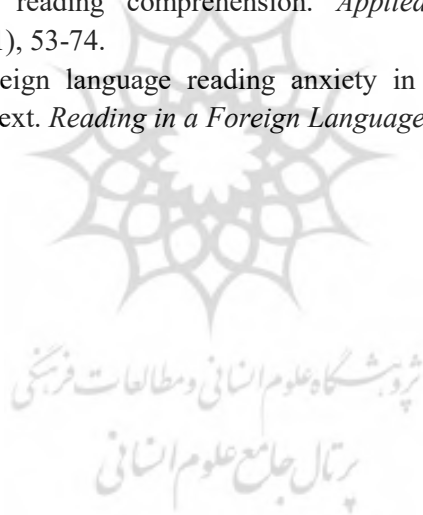 reading comprehension. Applied
), 53-74.
eign language reading anxiety in
ext. Reading in a Foreign Language
پژوهشگاه علوم انسانی و مطالعات فرهنگی
پرتال جامع علوم انسانی